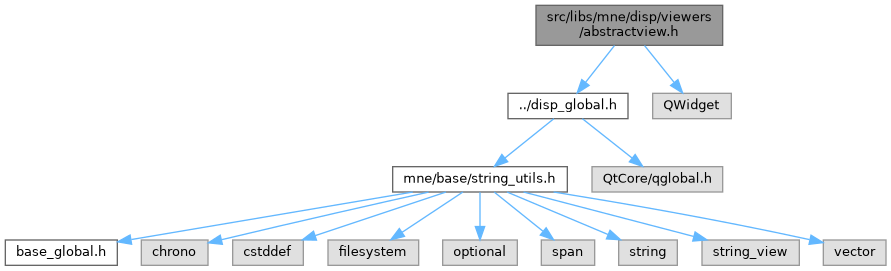 src/libs/mne/disp/viewers
/abstractview.h
../disp_global.h
QWidget
mne/base/string_utils.h
QtCore/qglobal.h
base_global.h
chrono
cstddef
filesystem
optional
span
string
string_view
vector